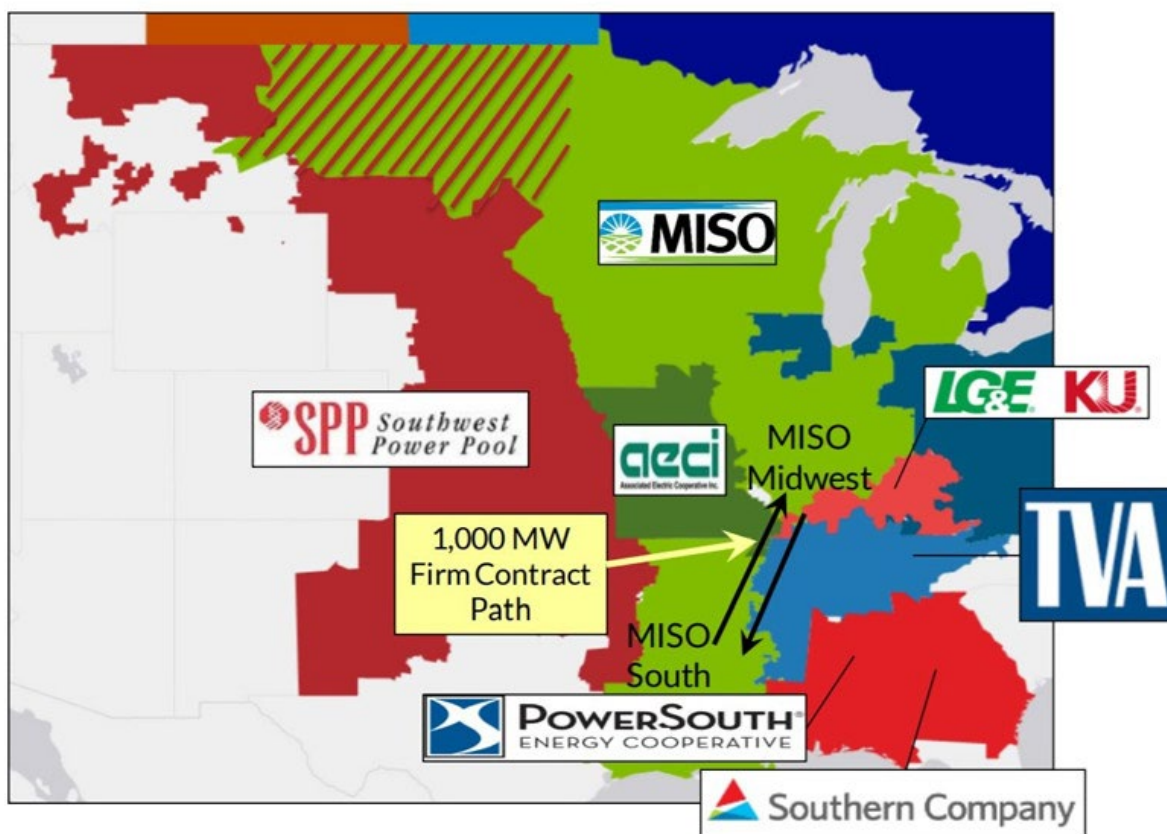 MISO
SPP Southwest
Power Pool
LG&E KU
aeci
Associated Electric Cooperative Inc.
MISO
Midwest
1,000 MW
Firm Contract
Path
TVA
MISO
South
POWERSOUTH
ENERGY COOPERATIVE
Southern Company